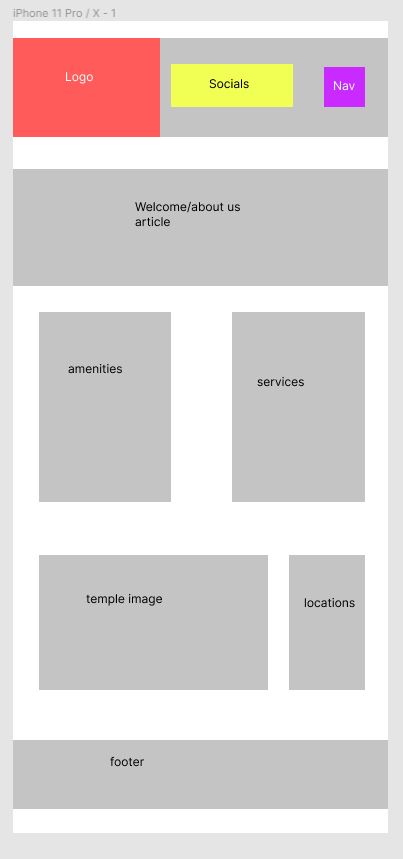 iPhone 11 Pro / X - 1
Logo
Socials
Nav
Welcome/about us
article
amenities
services
temple image
locations
footer